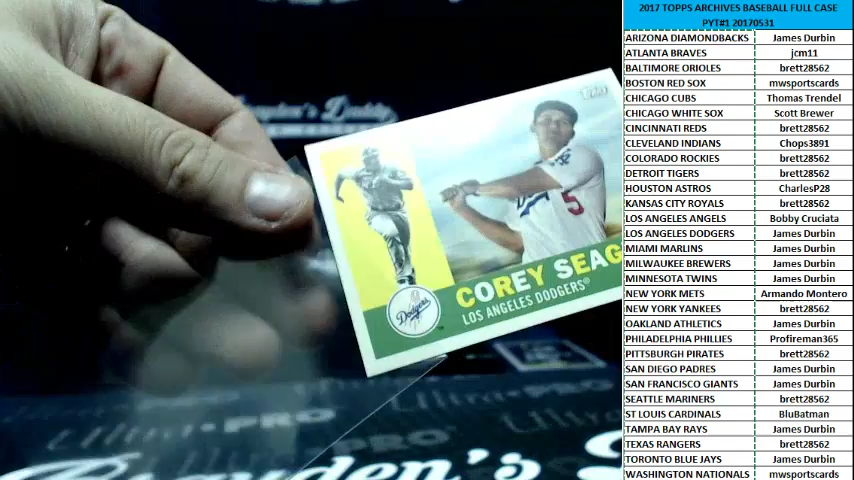 2017 TOPPS ARCHIVES BASEBALL FULL CASE
PYT#1 20170531
ARIZONA DIAMONDBACKS James Durbin
ATLANTA BRAVES jcm11
BALTIMORE ORIOLES brett28562
BOSTON RED SOX mwsportscards
CHICAGO CUBS Thomas Trendel
CHICAGO WHITE SOX Scott Brewer
CINCINNATI REDS brett28562
CLEVELAND INDIANS Chops3891
COLORADO ROCKIES brett28562
DETROIT TIGERS brett28562
HOUSTON ASTROS CharlesP28
KANSAS CITY ROYALS brett28562
LOS ANGELES ANGELS Bobby Cruciata
LOS ANGELES DODGERS James Durbin
MIAMI MARLINS James Durbin
MILWAUKEE BREWERS James Durbin
MINNESOTA TWINS James Durbin
NEW YORK METS Armando Montero
NEW YORK YANKEES brett28562
OAKLAND ATHLETICS James Durbin
PHILADELPHIA PHILLIES Profireman365
PITTSBURGH PIRATES brett28562
SAN DIEGO PADRES James Durbin
SAN FRANCISCO GIANTS James Durbin
SEATTLE MARINERS brett28562
ST LOUIS CARDINALS BluBatman
TAMPA BAY RAYS James Durbin
TEXAS RANGERS brett28562
TORONTO BLUE JAYS James Durbin
WASHINGTON NATIONALS mwsportscards
Topps
5
COREY SEAG
LOS ANGELES DODGERS®
Dodgers
Ultra-PRO